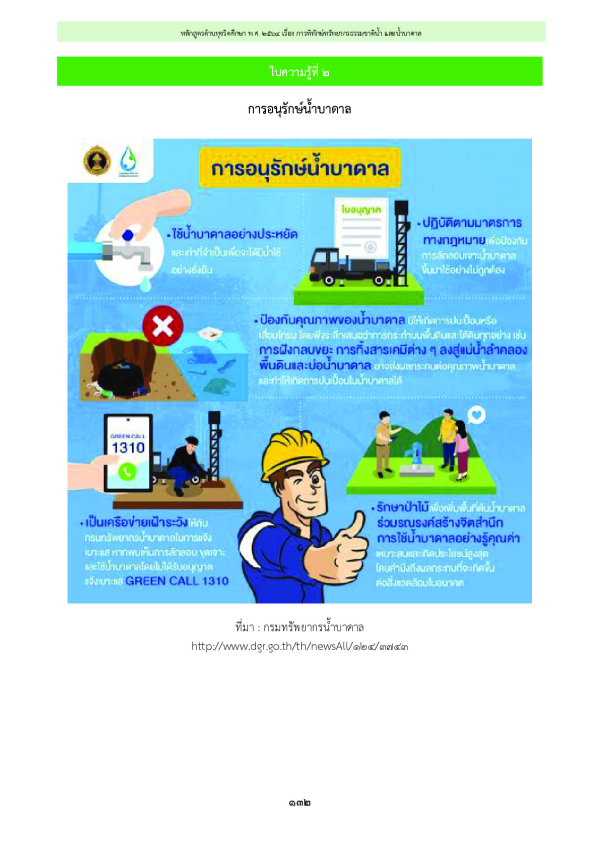 หลักสูตรต้านทุจริตศึกษา พ.ศ. ๒๕๖๔ เรื่อง การพิทักษ์ทรัพยากรธรรมชาติน้ำ และน้ำบาดาล
ใบความรู้ที่ ๒
การอนุรักษ์น้ำบาดาล
การอนุรักษ์น้ำบาดาล
• ใช้น้ำบาดาลอย่างประหยัด
และเท่าที่จำเป็นเพื่อจะได้มีน้ำใช้
อย่างยั่งยืน
ใบอนุญาต
• ปฏิบัติตามมาตรการ
ทางกฎหมาย เพื่อป้องกัน
การลักลอบเจาะน้ำบาดาล
ขึ้นมาใช้อย่างไม่ถูกต้อง
• ป้องกันคุณภาพของน้ำบาดาล มิให้เกิดการปนเปื้อนหรือ
เสื่อมโทรม โดยพึงระลึกเสมอว่าการกระทำบนพื้นดินและใต้ดินทุกอย่าง เช่น
การฝังกลบขยะ การทิ้งสารเคมีต่าง ๆ ลงสู่แม่น้ำลำคลอง
พื้นดินและบ่อน้ำบาดาล อาจส่งผลกระทบต่อคุณภาพน้ำบาดาล
และทำให้เกิดการปนเปื้อนในน้ำบาดาลได้
GREEN CALL
1310
• เป็นเครือข่ายเฝ้าระวัง ให้กับ
กรมทรัพยากรน้ำบาดาลในการแจ้ง
เบาะแส หากพบเห็นการลักลอบ ขุดเจาะ
และใช้น้ำบาดาลโดยไม่ได้รับอนุญาต
แจ้งเบาะแส GREEN CALL 1310
• รักษาป่าไม้ เพื่อเพิ่มพื้นที่ต้นน้ำบาดาล
ร่วมรณรงค์สร้างจิตสำนึก
การใช้น้ำบาดาลอย่างรู้คุณค่า
เหมาะสมและเกิดประโยชน์สูงสุด
โดยคำนึงถึงผลกระทบที่จะเกิดขึ้น
ต่อสิ่งแวดล้อมในอนาคต
ที่มา : กรมทรัพยากรน้ำบาดาล
http://www.dgr.go.th/th/newsAll/๑๒๔/๓๗๔๓
๑๓๒